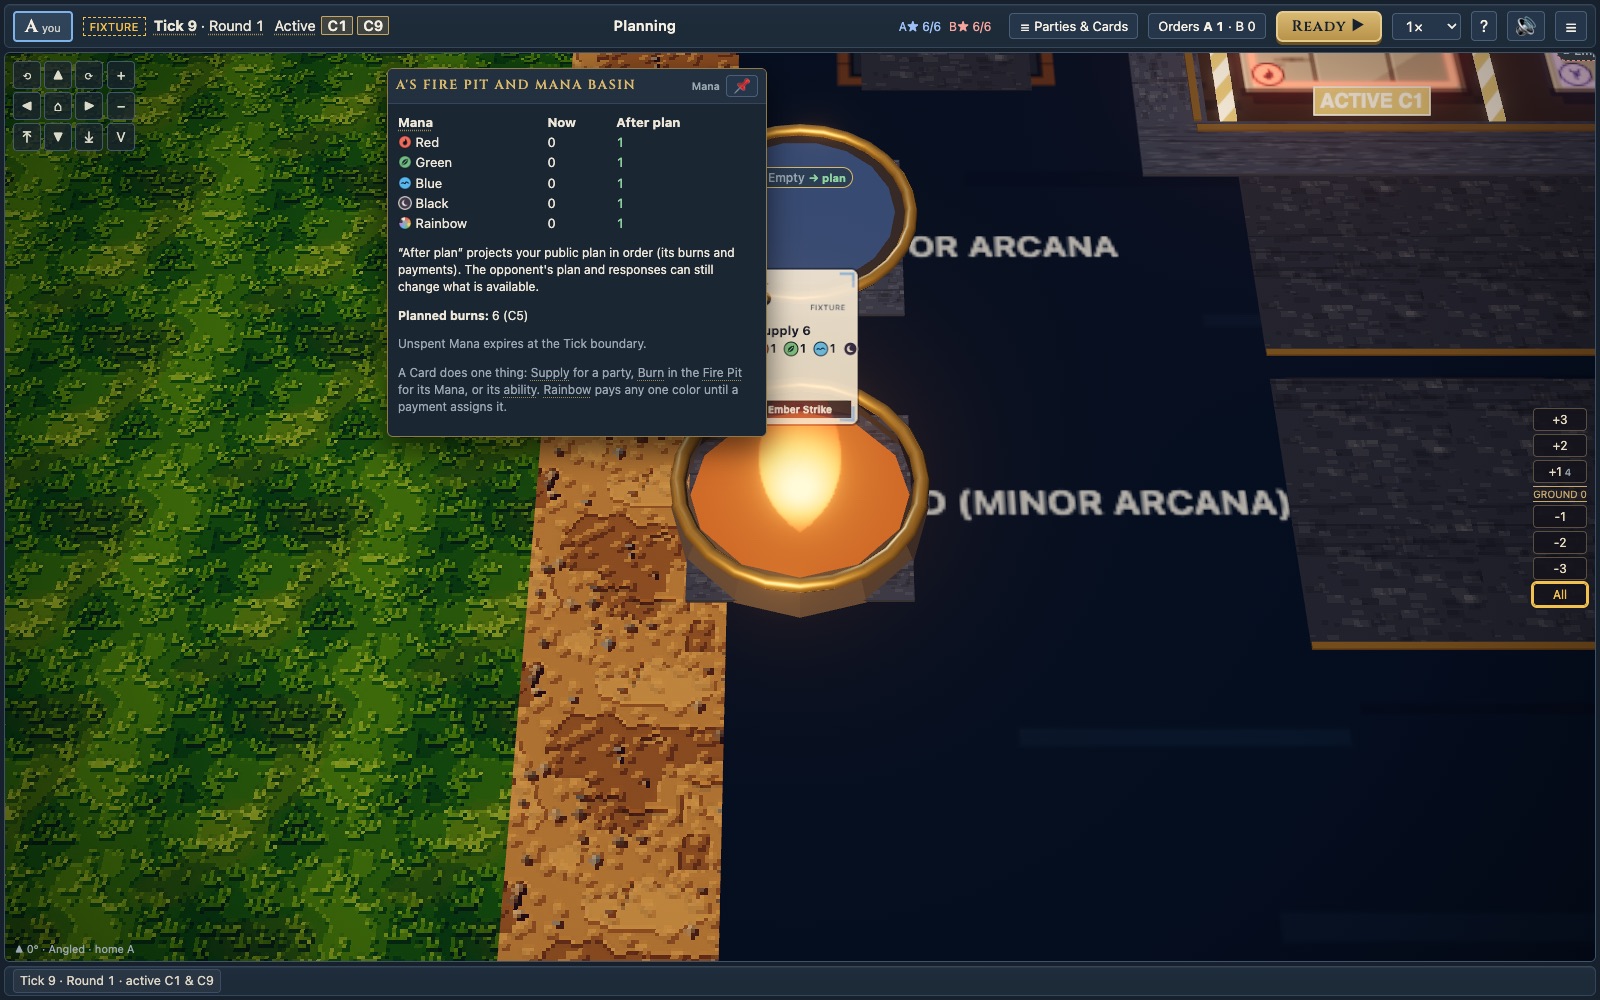 A you
FIXTURE Tick 9 · Round 1 Active C1 C9
Planning
A★ 6/6 B★ 6/6
≡ Parties & Cards
Orders A 1 · B 0
READY ▶
1×
?
≡
V
A'S FIRE PIT AND MANA BASIN
Mana
Mana Now After plan
Red 0 1
Green 0 1
Blue 0 1
Black 0 1
Rainbow 0 1
"After plan" projects your public plan in order (its burns and
payments). The opponent's plan and responses can still
change what is available.
Planned burns: 6 (C5)
Unspent Mana expires at the Tick boundary.
A Card does one thing: Supply for a party, Burn in the Fire Pit
for its Mana, or its ability. Rainbow pays any one color until a
payment assigns it.
Empty → plan
FIXTURE
upply 6
1 1 1
Ember Strike
ACTIVE C1
OR ARCANA
D (MINOR ARCANA)
+3
+2
+1 4
GROUND 0
-1
-2
-3
All
▲ 0° · Angled · home A
Tick 9 · Round 1 · active C1 & C9